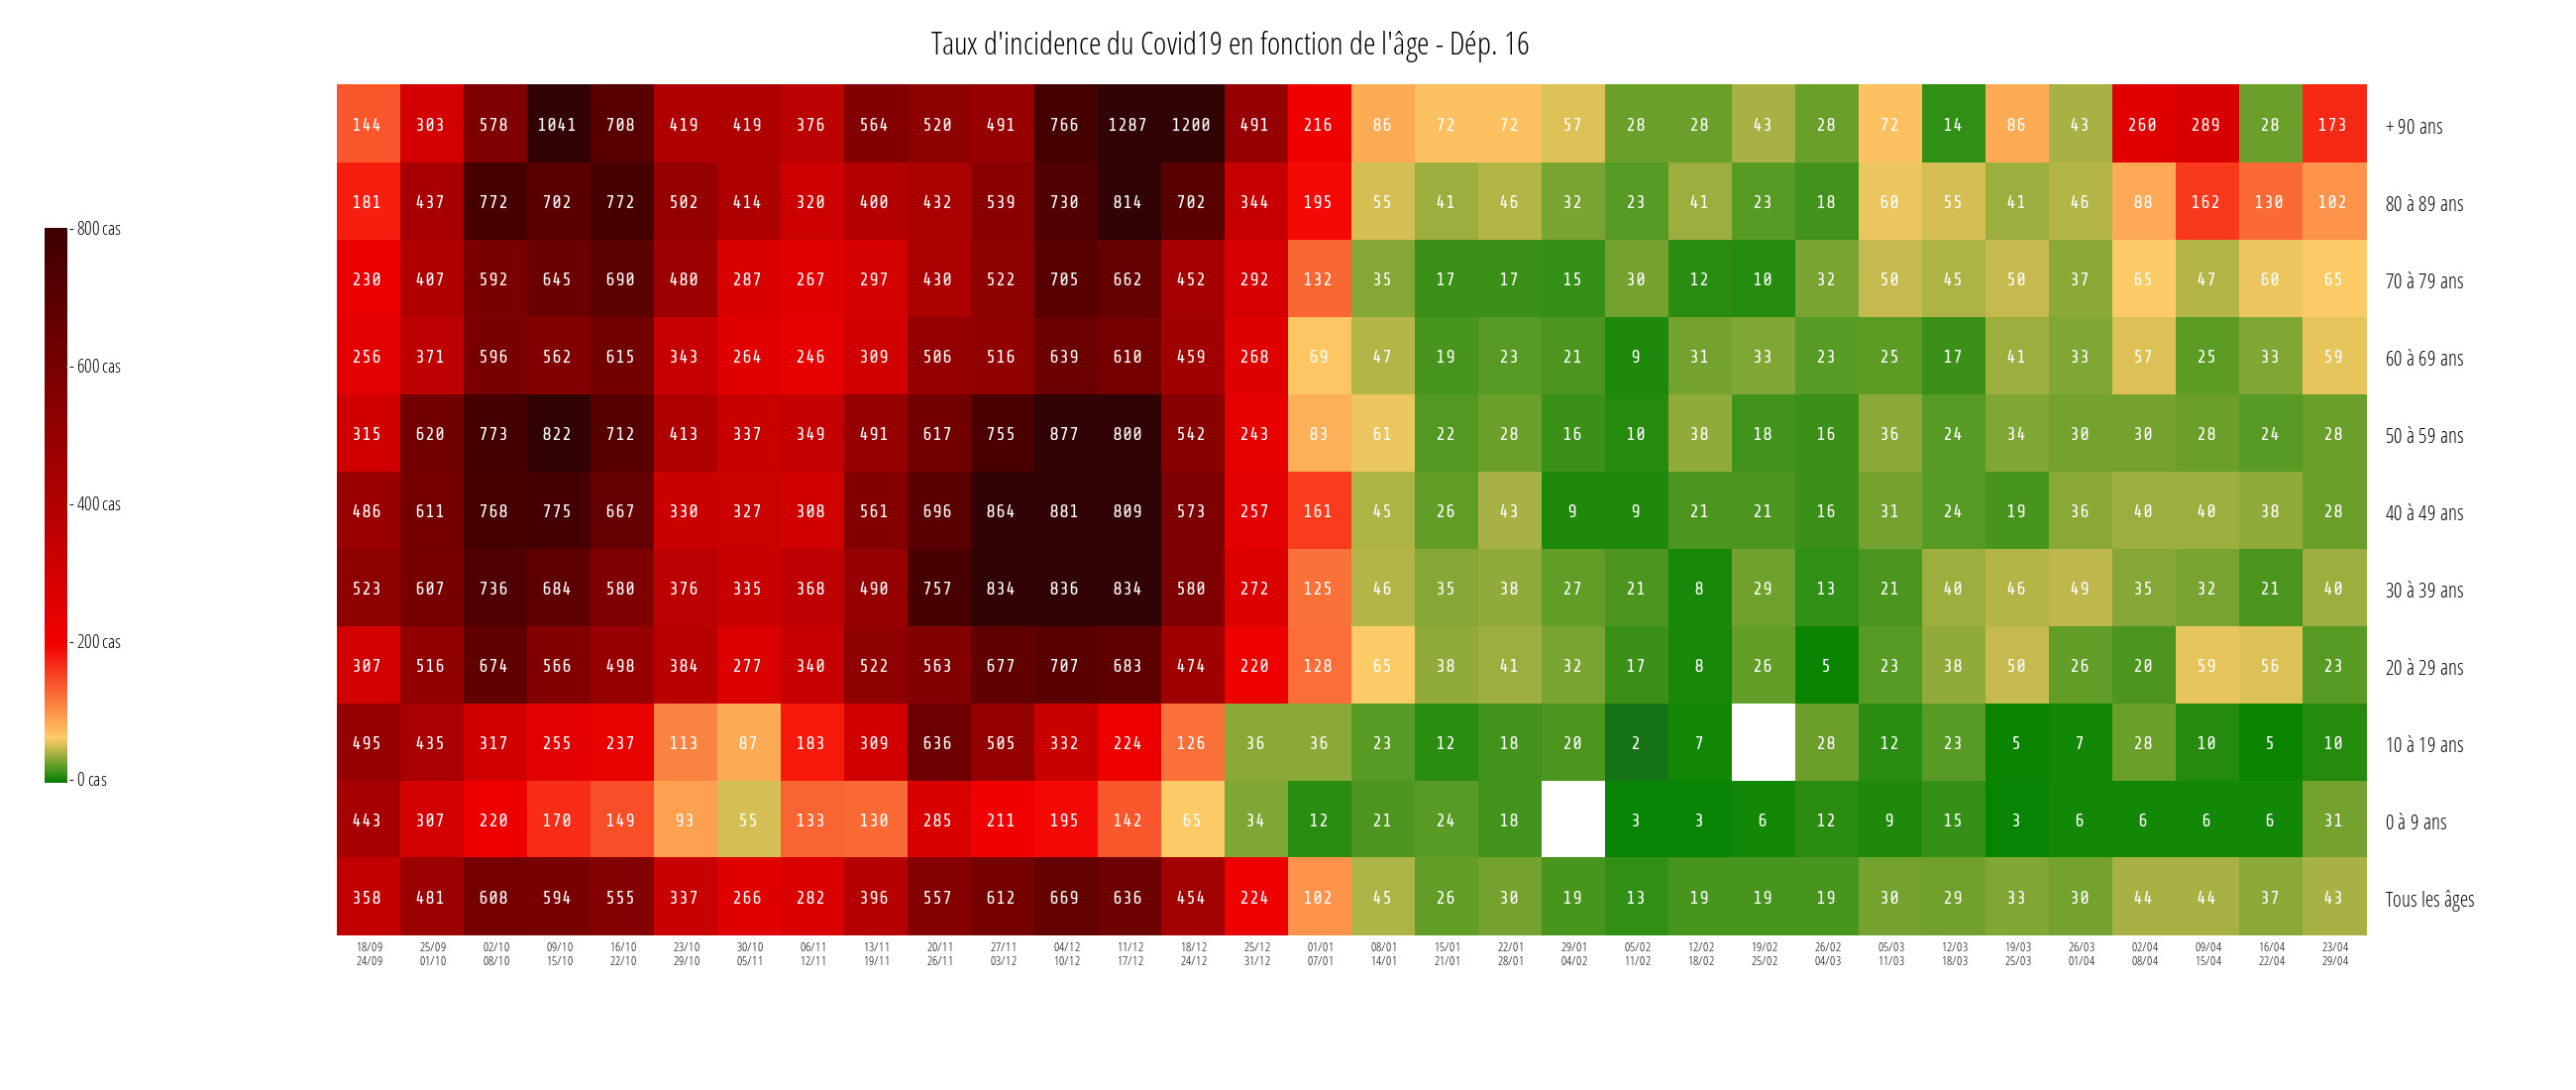 Taux d'incidence du Covid19 en fonction de l'âge - Dép. 16
- 800 cas
- 600 cas
- 400 cas
- 200 cas
- 0 cas
144 303 578 1041 708 419 419 376 564 520 491 766 1287 1200 491 216 86 72 72 57 28 28 43 28 72 14 86 43 260 289 28 173 + 90 ans
181 437 772 702 772 502 414 320 400 432 539 730 814 702 344 195 55 41 46 32 23 41 23 18 60 55 41 46 88 162 130 102 80 à 89 ans
230 407 592 645 690 480 287 267 297 430 522 705 662 452 292 132 35 17 17 15 30 12 10 32 50 45 50 37 65 47 60 65 70 à 79 ans
256 371 596 562 615 343 264 246 309 506 516 639 610 459 268 69 47 19 23 21 9 31 33 23 25 17 41 33 57 25 33 59 60 à 69 ans
315 620 773 822 712 413 337 349 491 617 755 877 800 542 243 83 61 22 28 16 10 38 18 16 36 24 34 30 30 28 24 28 50 à 59 ans
486 611 768 775 667 330 327 308 561 696 864 881 809 573 257 161 45 26 43 9 9 21 21 16 31 24 19 36 40 40 38 28 40 à 49 ans
523 607 736 684 580 376 335 368 490 757 834 836 834 580 272 125 46 35 38 27 21 8 29 13 21 40 46 49 35 32 21 40 30 à 39 ans
307 516 674 566 498 384 277 340 522 563 677 707 683 474 220 128 65 38 41 32 17 8 26 5 23 38 50 26 20 59 56 23 20 à 29 ans
495 435 317 255 237 113 87 183 309 636 505 332 224 126 36 36 23 12 18 20 2 7 28 12 23 5 7 28 10 5 10 10 à 19 ans
443 307 220 170 149 93 55 133 130 285 211 195 142 65 34 12 21 24 18 3 3 6 12 9 15 3 6 6 6 6 31 0 à 9 ans
358 481 608 594 555 337 266 282 396 557 612 669 636 454 224 102 45 26 30 19 13 19 19 19 30 29 33 30 44 44 37 43 Tous les âges
18/09 25/09 02/10 09/10 16/10 23/10 30/10 06/11 13/11 20/11 27/11 04/12 11/12 18/12 25/12 01/01 08/01 15/01 22/01 29/01 05/02 12/02 19/02 26/02 05/03 12/03 19/03 26/03 02/04 09/04 16/04 23/04
24/09 01/10 08/10 15/10 22/10 29/10 05/11 12/11 19/11 26/11 03/12 10/12 17/12 24/12 31/12 07/01 14/01 21/01 28/01 04/02 11/02 18/02 25/02 04/03 11/03 18/03 25/03 01/04 08/04 15/04 22/04 29/04